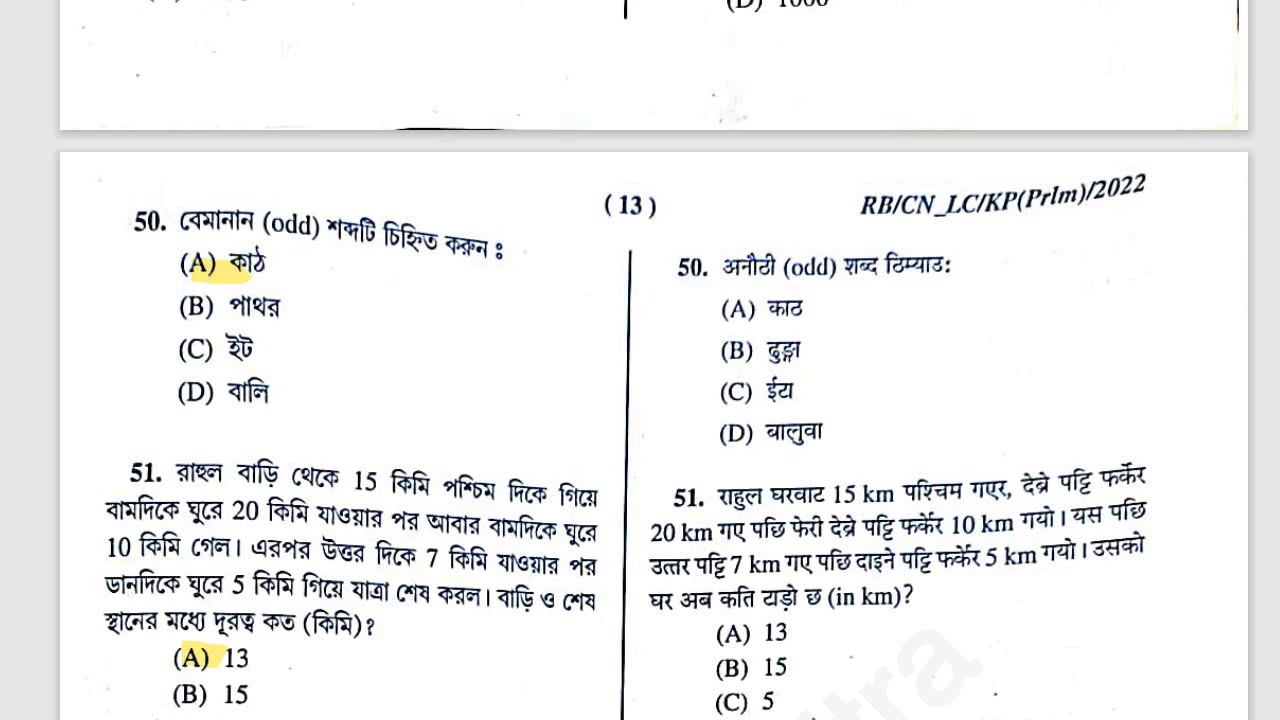 (D) 1000
(13)
RB/CN_LC/KP(Prlm)/2022
50. বেমানান (odd) শব্দটি চিহ্নিত করুন ঃ
(A) কাঠ
(B) পাথর
(C) ইট
(D) বালি
51. রাহুল বাড়ি থেকে 15 কিমি পশ্চিম দিকে গিয়ে
বামদিকে ঘুরে 20 কিমি যাওয়ার পর আবার বামদিকে ঘুরে
10 কিমি গেল। এরপর উত্তর দিকে 7 কিমি যাওয়ার পর
ডানদিকে ঘুরে 5 কিমি গিয়ে যাত্রা শেষ করল। বাড়ি ও শেষ
স্থানের মধ্যে দূরত্ব কত (কিমি)?
(A) 13
(B) 15
50. अनौठी (odd) शब्द ठिम्याउ:
(A) काठ
(B) ढुङ्गा
(C) ईटा
(D) बालुवा
51. राहुल घरवाट 15 km पश्चिम गएर, देब्रे पट्टि फर्केर
20 km गए पछि फेरी देब्रे पट्टि फर्केर 10 km गयो। यस पछि
उत्तर पट्टि 7 km गए पछि दाइने पट्टि फर्केर 5 km गयो। उसको
घर अब कति टाड़ो छ (in km)?
(A) 13
(B) 15
(C) 5